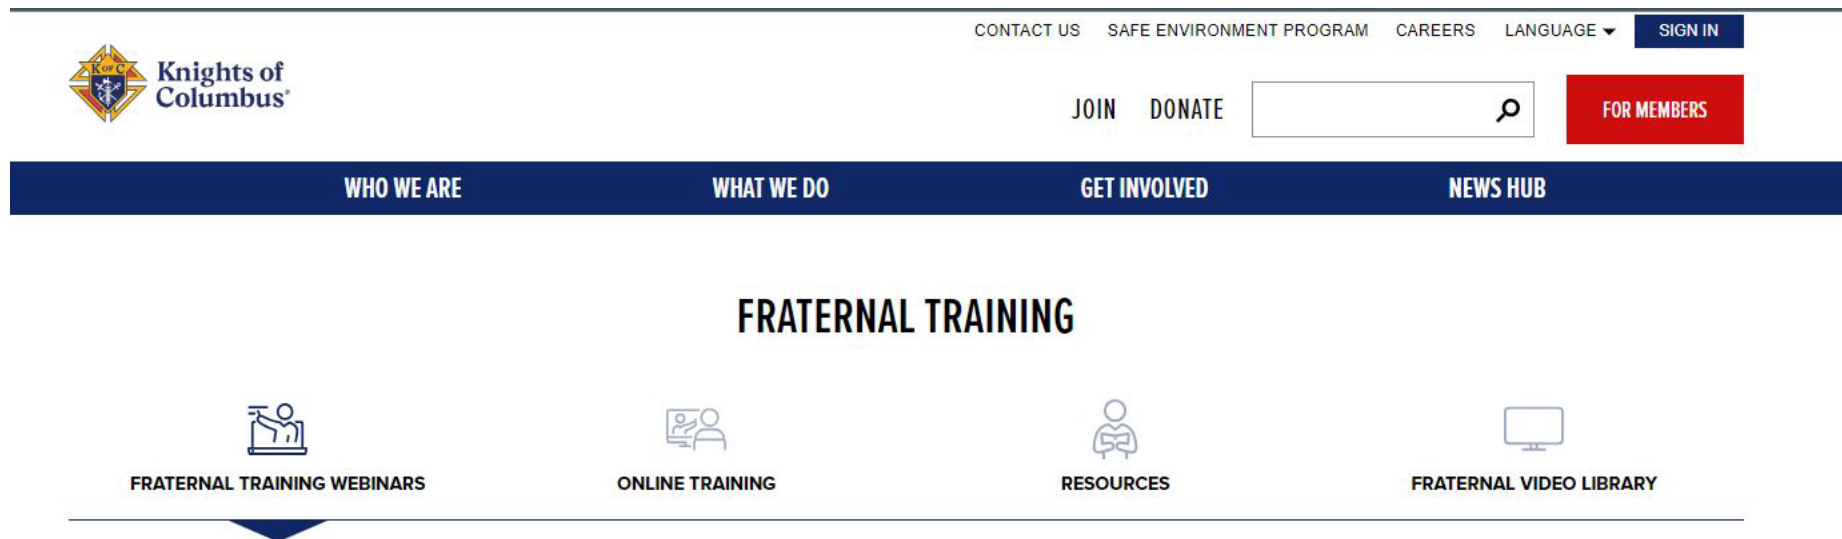 CONTACT US SAFE ENVIRONMENT PROGRAM CAREERS LANGUAGE SIGN IN
K OF C
Knights of
Columbus®
JOIN DONATE FOR MEMBERS
WHO WE ARE WHAT WE DO GET INVOLVED NEWS HUB
FRATERNAL TRAINING
FRATERNAL TRAINING WEBINARS ONLINE TRAINING RESOURCES FRATERNAL VIDEO LIBRARY